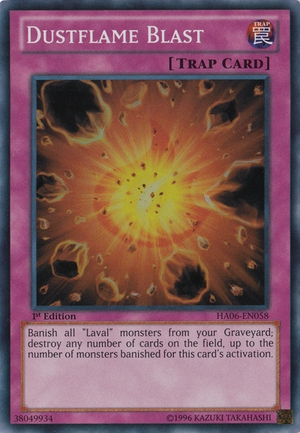 DUSTFLAME BLAST
TRAP
罠
[TRAP CARD]
1st Edition
HA06-EN058
Banish all "Laval" monsters from your Graveyard;
destroy any number of cards on the field, up to the
number of monsters banished for this card's activation.
38049934
©1996 KAZUKI TAKAHASHI